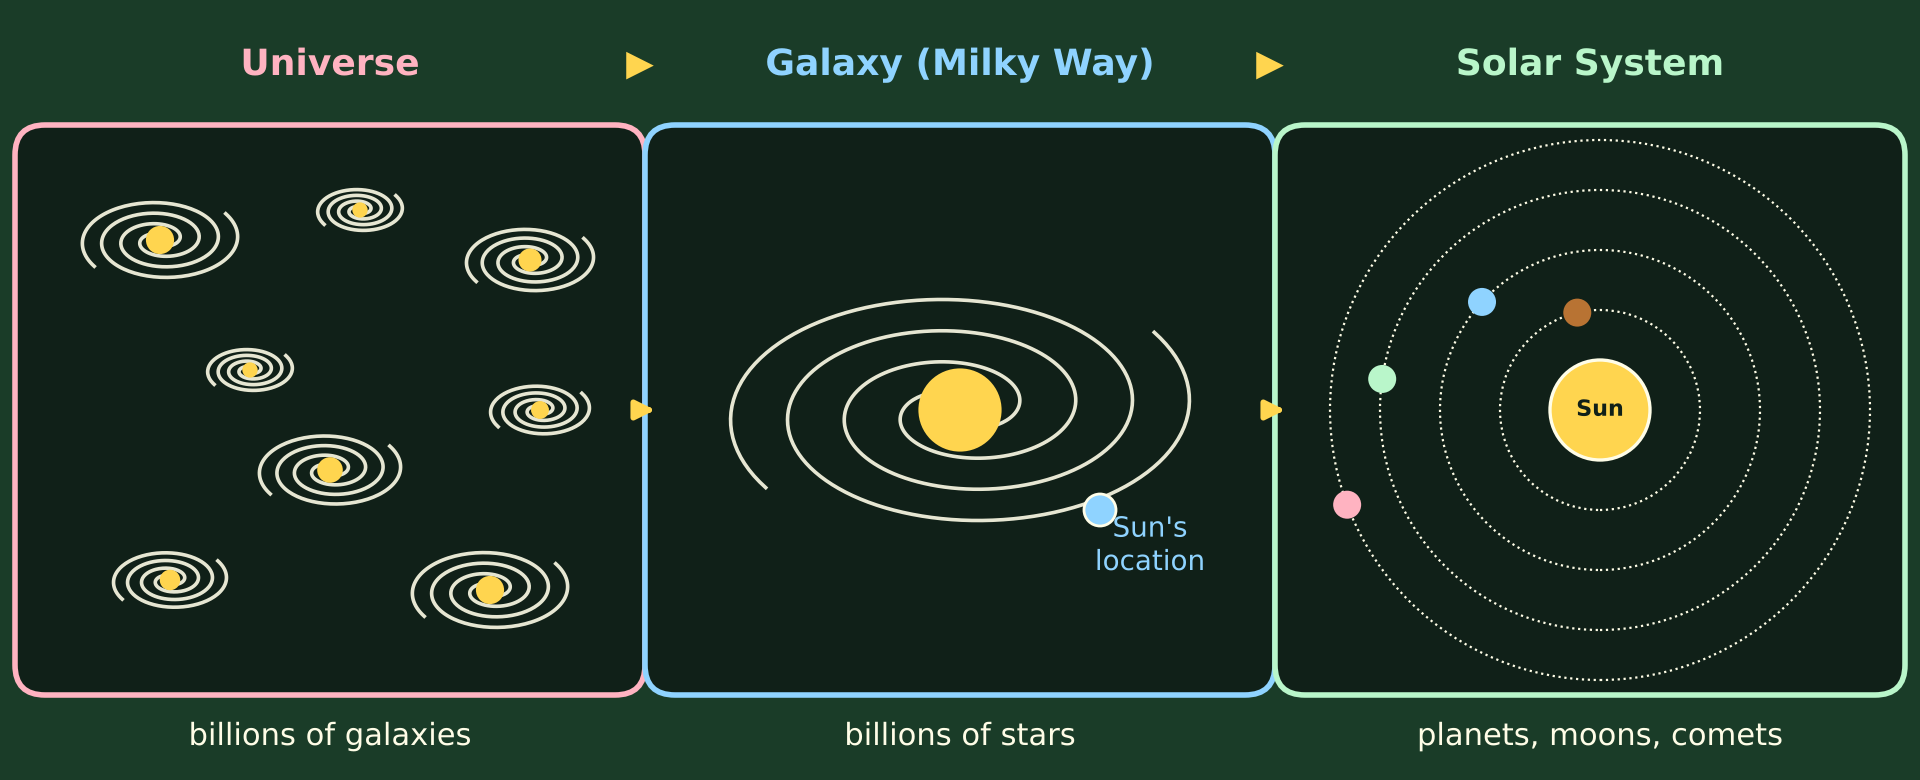 Universe
Galaxy (Milky Way)
Solar System
Sun's
location
Sun
billions of galaxies
billions of stars
planets, moons, comets